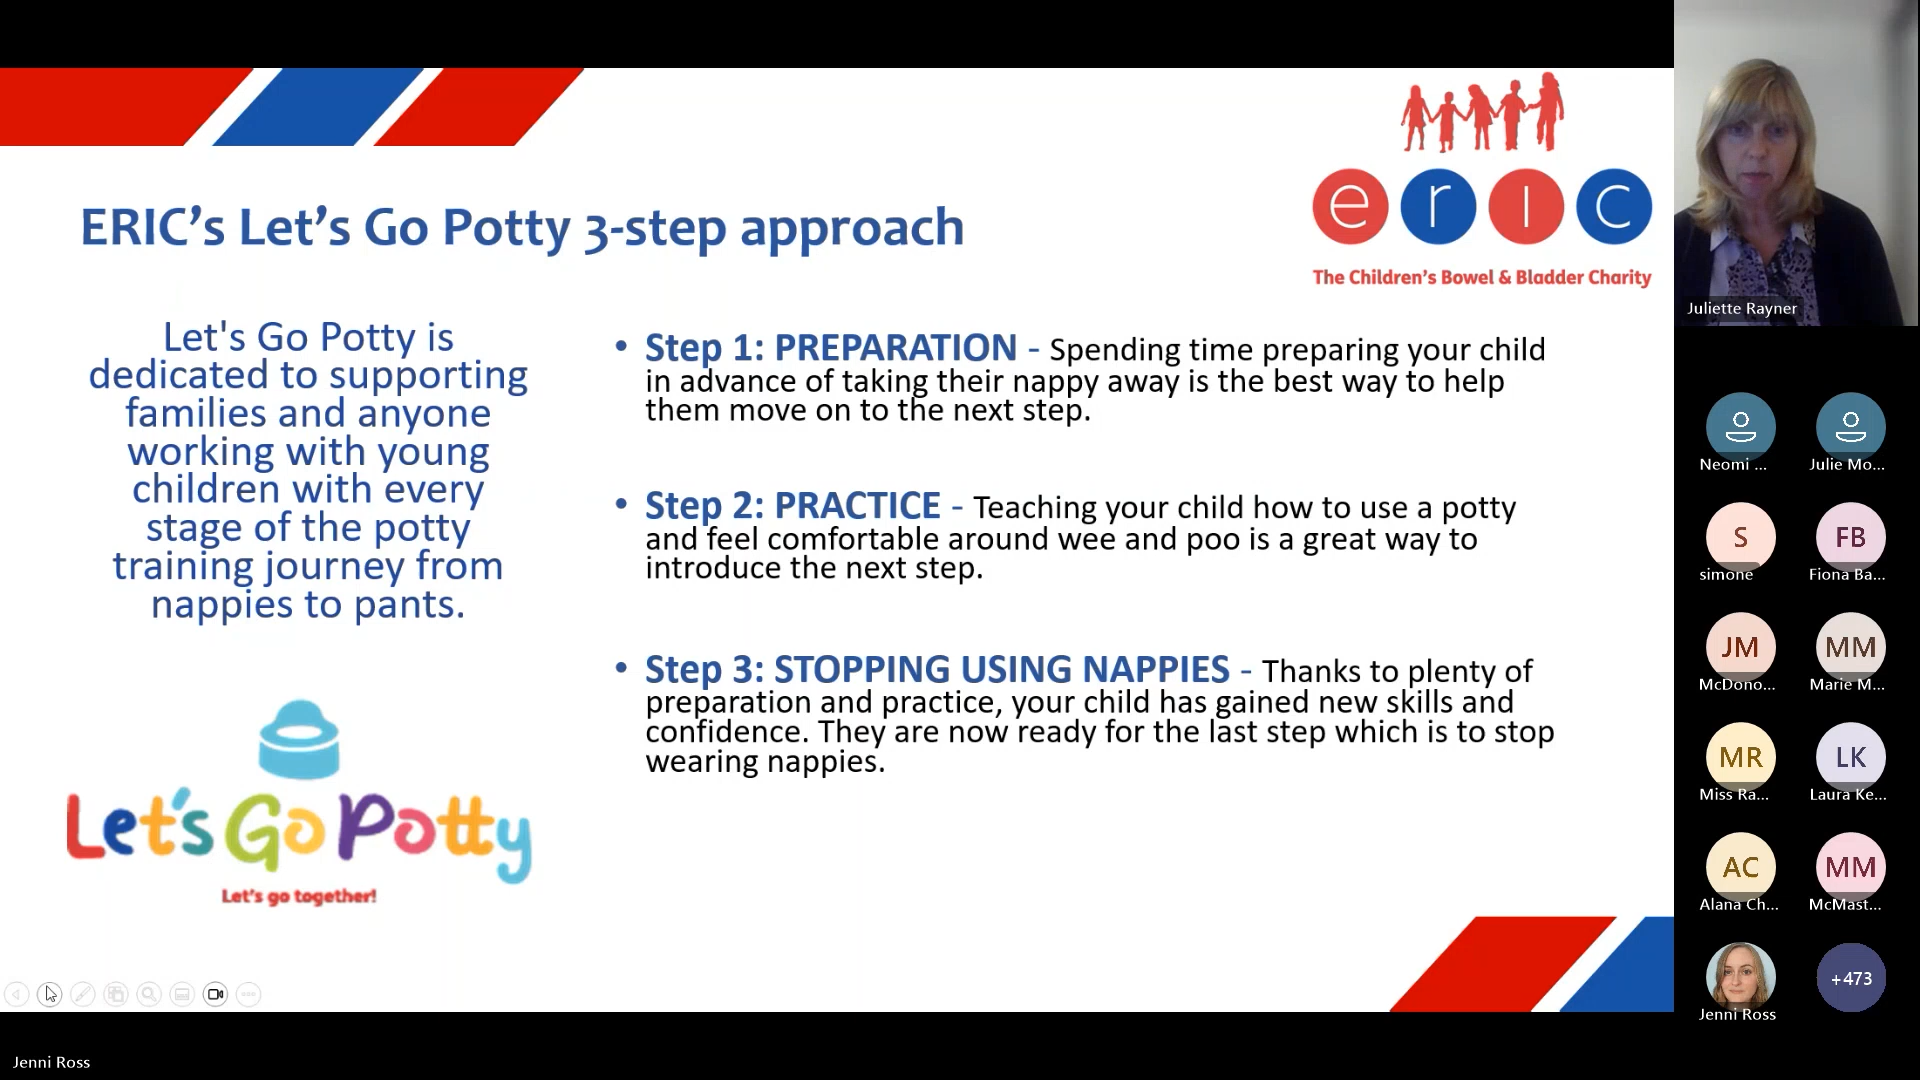 ERIC's Let's Go Potty 3-step approach
eric
The Children's Bowel & Bladder Charity
Let's Go Potty is
dedicated to supporting
families and anyone
working with young
children with every
stage of the potty
training journey from
nappies to pants.
Let's Go Potty
Let's go together!
• Step 1: PREPARATION - Spending time preparing your child
in advance of taking their nappy away is the best way to help
them move on to the next step.
• Step 2: PRACTICE - Teaching your child how to use a potty
and feel comfortable around wee and poo is a great way to
introduce the next step.
• Step 3: STOPPING USING NAPPIES - Thanks to plenty of
preparation and practice, your child has gained new skills and
confidence. They are now ready for the last step which is to stop
wearing nappies.
Jenni Ross
Juliette Rayner
Neomi ...
Julie Mo...
S
simone
FB
Fiona Ba...
JM
McDono...
MM
Marie M...
MR
Miss Ra...
LK
Laura Ke...
AC
Alana Ch...
MM
McMast...
Jenni Ross
+473